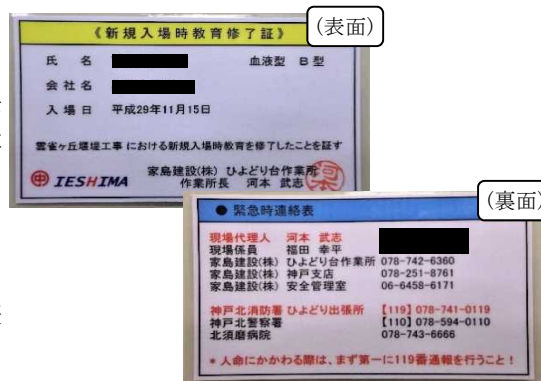 (表面)
《新規入場時教育修了証》
氏 名 血液型 B型
会社名
入場日 平成29年11月15日
雲雀ヶ丘堰堤工事 における新規入場時教育を修了したことを証す
IESHIMA
家島建設(株) ひよどり台作業所
作業所長 河本 武志
(裏面)
● 緊急時連絡表
現場代理人 河本 武志
現場係員 福田 幸平
家島建設(株) ひよどり台作業所 078-742-6360
家島建設(株) 神戸支店 078-251-8761
家島建設(株) 安全管理室 06-6458-6171
神戸北消防署 ひよどり出張所 【119】078-741-0119
神戸北警察署 【110】078-594-0110
北須磨病院 078-743-6666
* 人命にかかわる際は、まず第一に119番通報を行うこと!